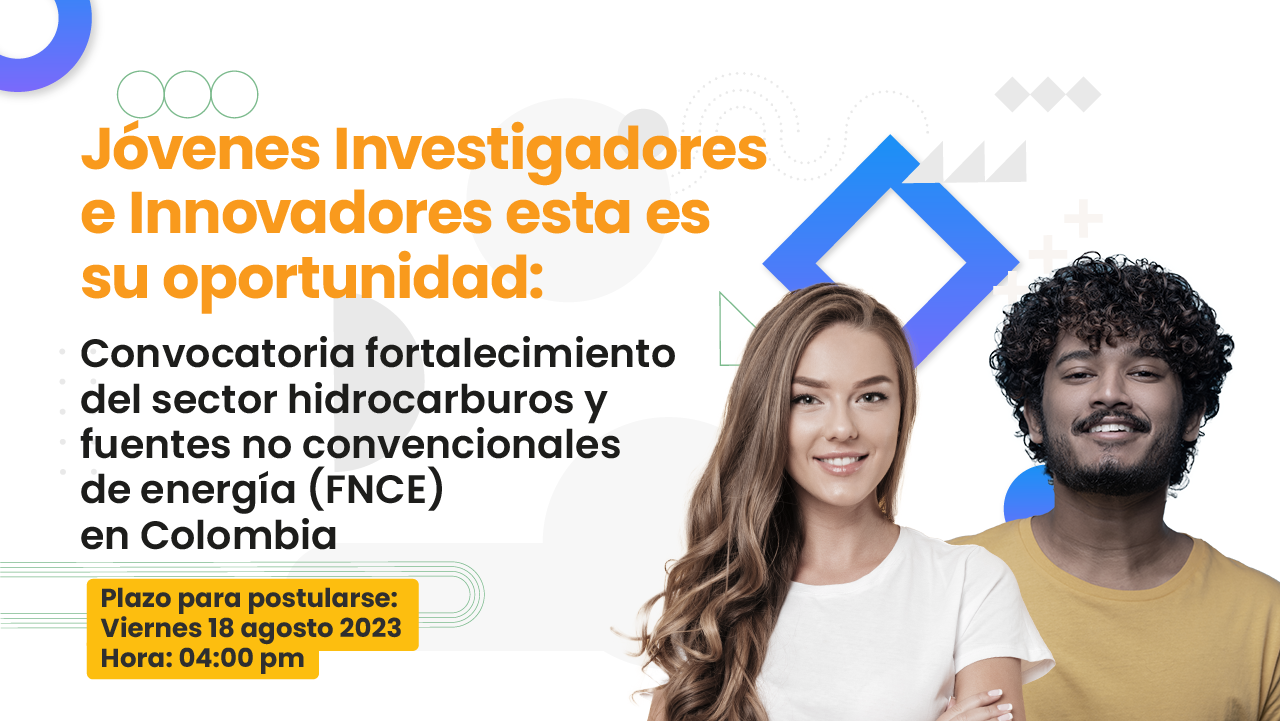 Jóvenes Investigadores
e Innovadores esta es
su oportunidad:
Convocatoria fortalecimiento
del sector hidrocarburos y
fuentes no convencionales
de energía (FNCE)
en Colombia
Plazo para postularse:
Viernes 18 agosto 2023
Hora: 04:00 pm